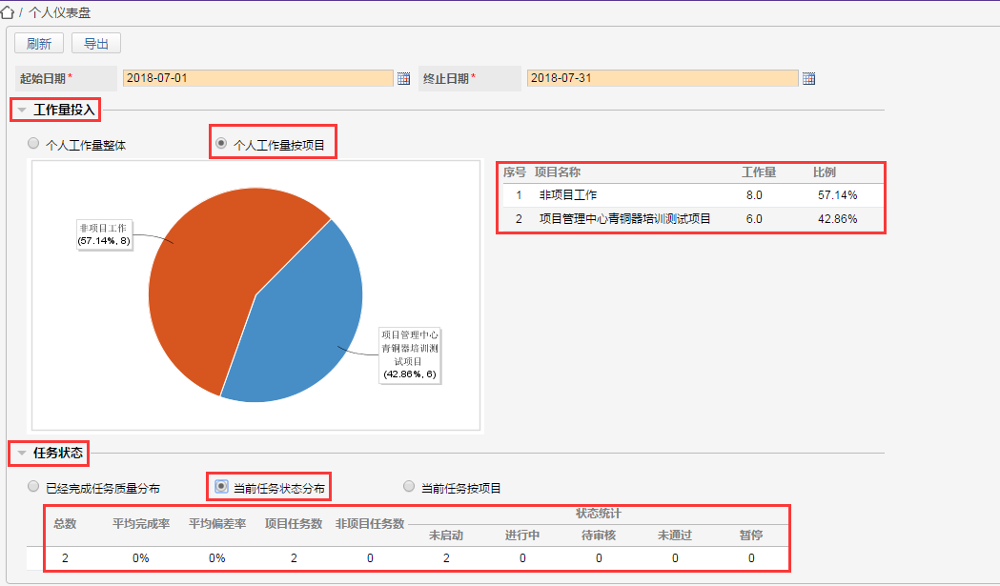 / 个人仪表盘
刷新 导出
起始日期* 2018-07-01 终止日期* 2018-07-31
工作量投入
个人工作量整体 个人工作量按项目
非项目工作
(57.14%, 8)
项目管理中心
青铜器培训测
试项目
(42.86%, 6)
序号 项目名称 工作量 比例
1 非项目工作 8.0 57.14%
2 项目管理中心青铜器培训测试项目 6.0 42.86%
任务状态
已经完成任务质量分布 当前任务状态分布 当前任务按项目
总数 平均完成率 平均偏差率 项目任务数 非项目任务数 状态统计
未启动 进行中 待审核 未通过 暂停
2 0% 0% 2 0 2 0 0 0 0